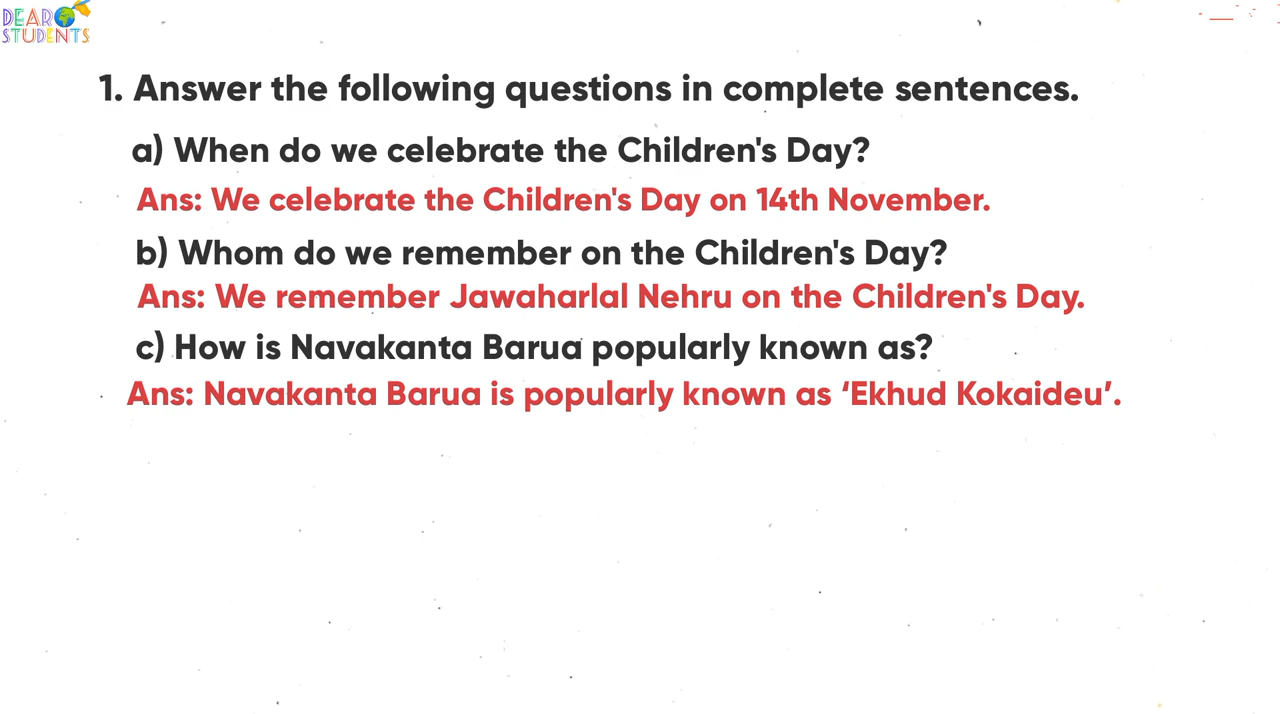 DEAR
STUDENTS
1. Answer the following questions in complete sentences.
a) When do we celebrate the Children's Day?
Ans: We celebrate the Children's Day on 14th November.
b) Whom do we remember on the Children's Day?
Ans: We remember Jawaharlal Nehru on the Children's Day.
c) How is Navakanta Barua popularly known as?
Ans: Navakanta Barua is popularly known as ‘Ekhud Kokaideu’.